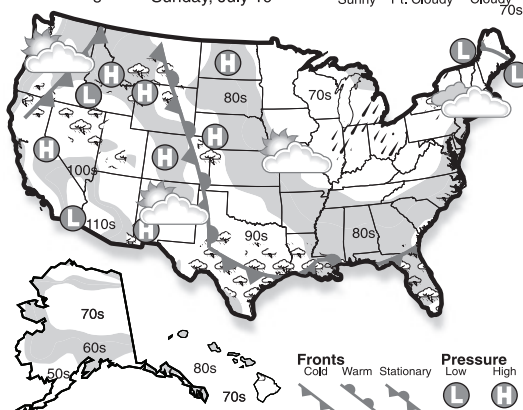 Sunday, July 10
Sunny Pt. Cloudy Cloudy
70s
L
L
H
H
80s
70s
L
H
H
H
H
100s
L
110s
H
90s
80s
70s
60s
50s
80s
70s
Fronts
Cold Warm Stationary
Pressure
Low High
L H